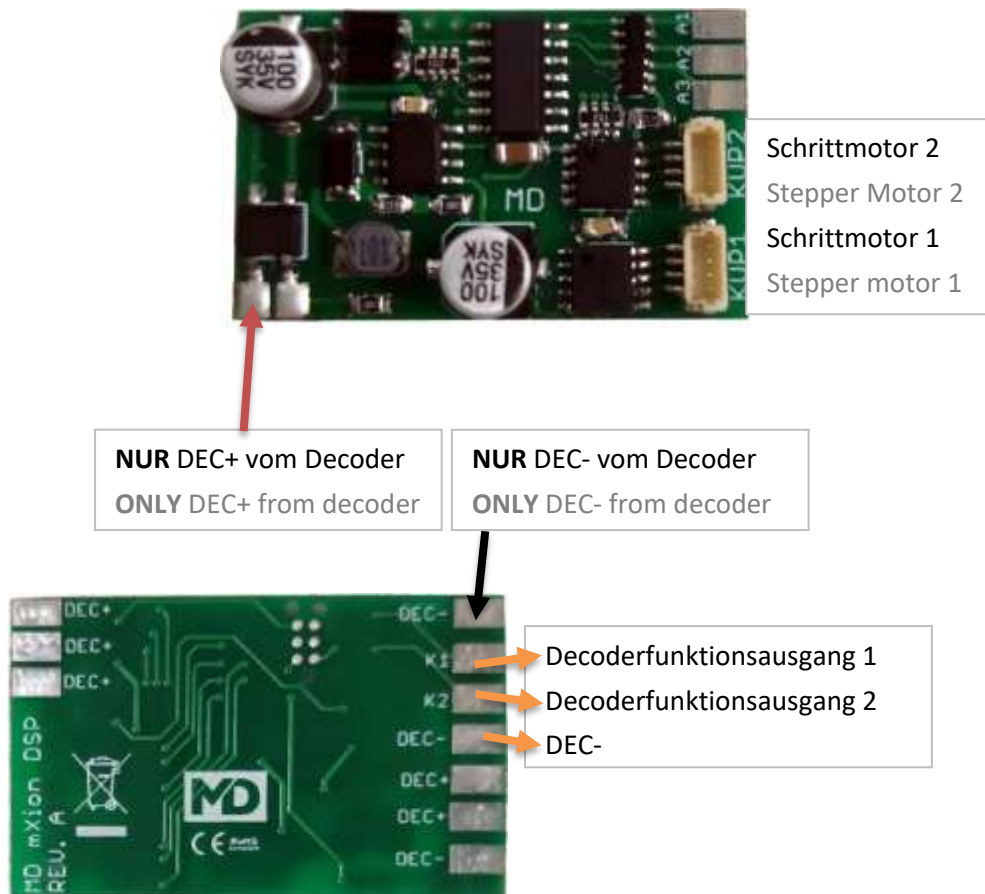 100
35V
SYK
A3 A2 A1
KUP2
MD
100
35V
SYK
KUP1
Schrittmotor 2
Stepper Motor 2
Schrittmotor 1
Stepper motor 1
NUR DEC+ vom Decoder
ONLY DEC+ from decoder
NUR DEC- vom Decoder
ONLY DEC- from decoder
DEC+
DEC+
DEC+
DEC-
K1
K2
DEC-
DEC+
DEC+
DEC-
Decoderfunktionsausgang 1
Decoderfunktionsausgang 2
DEC-
MD mXion DSP
REV. A
MD
CE RoHS